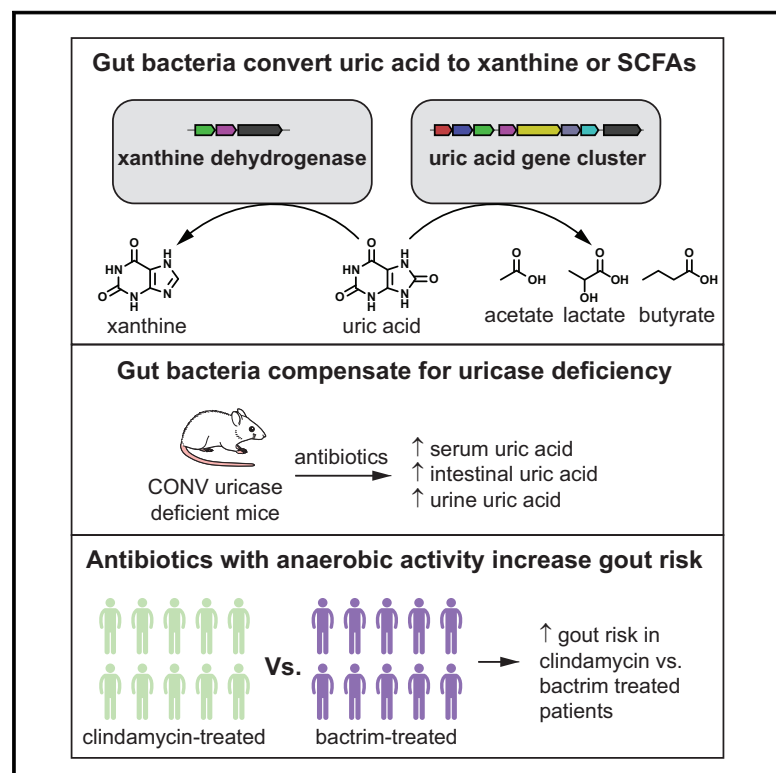 Gut bacteria convert uric acid to xanthine or SCFAs
xanthine dehydrogenase
uric acid gene cluster
O
HN
O
N
H
H
N
N
xanthine
O
HN
O
N
H
H
N
O
N
H
uric acid
O
OH
acetate
O
OH
OH
lactate
O
OH
butyrate
Gut bacteria compensate for uricase deficiency
CONV uricase
deficient mice
antibiotics
↑ serum uric acid
↑ intestinal uric acid
↑ urine uric acid
Antibiotics with anaerobic activity increase gout risk
clindamycin-treated
Vs.
bactrim-treated
↑ gout risk in
clindamycin vs.
bactrim treated
patients